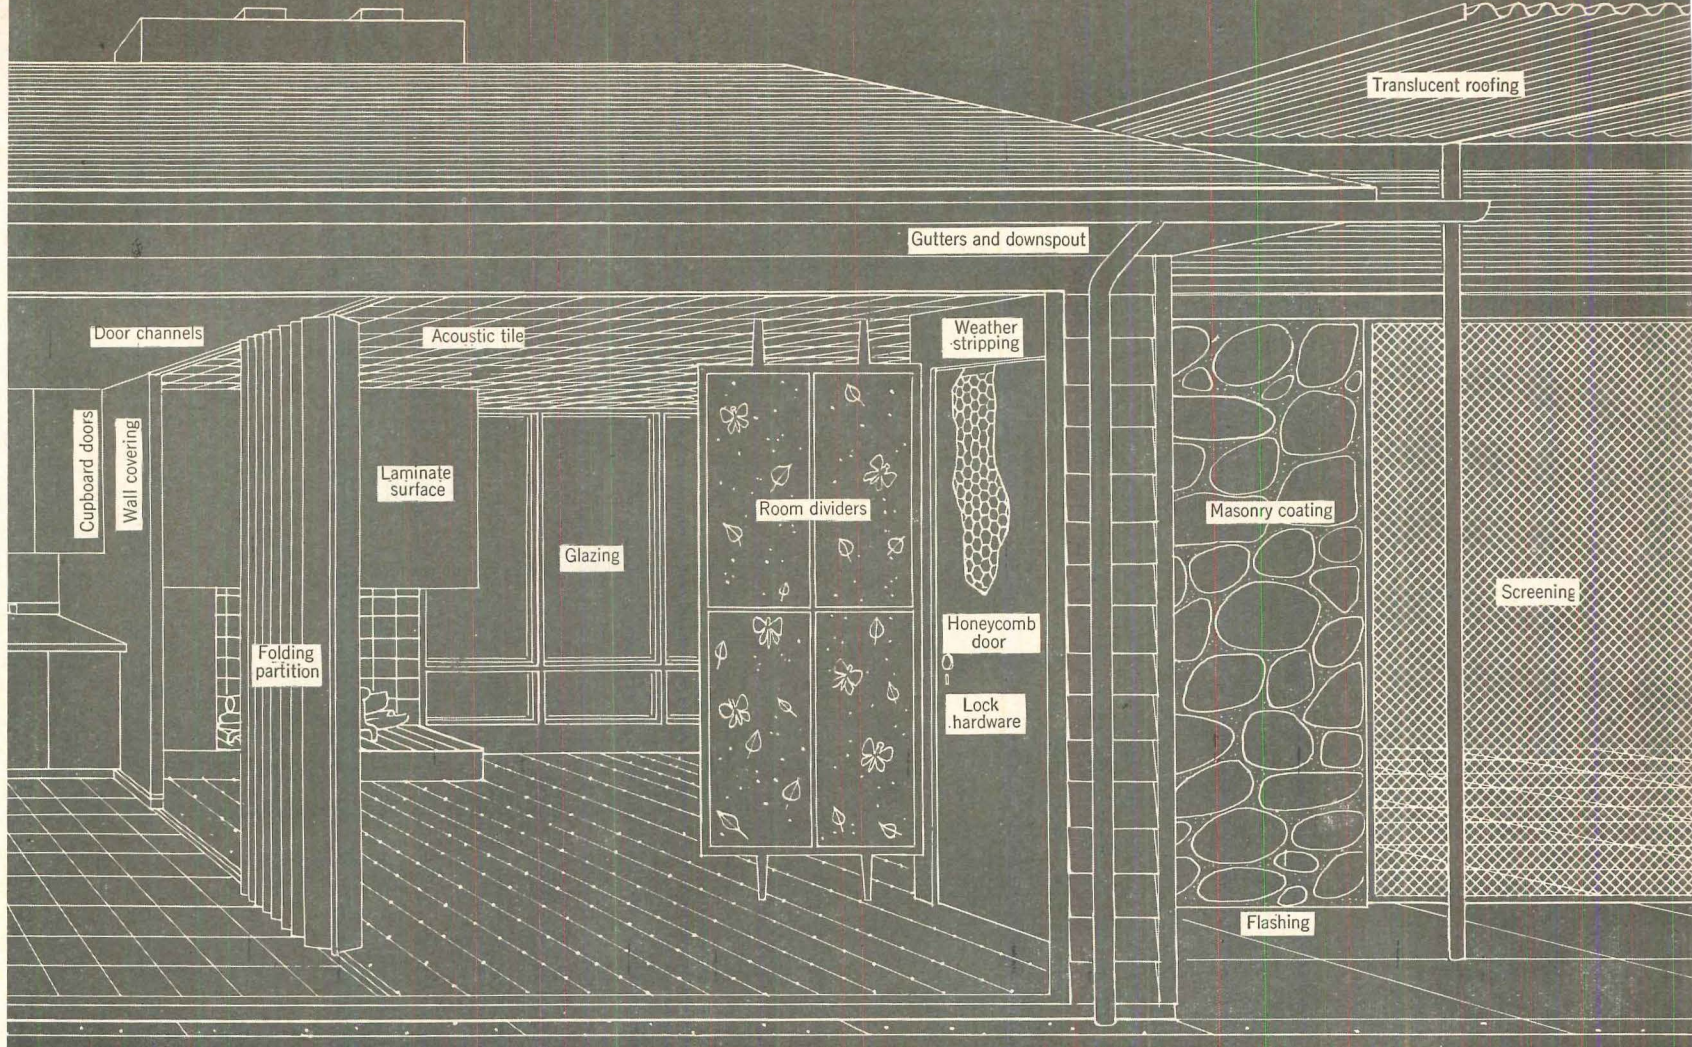 Translucent roofing
Gutters and downspout
Door channels
Acoustic tile
Weather
stripping
Cupboard doors
Wall covering
Laminate
surface
Room dividers
Masonry coating
Glazing
Screening
Honeycomb
door
Folding
partition
Lock
hardware
Flashing